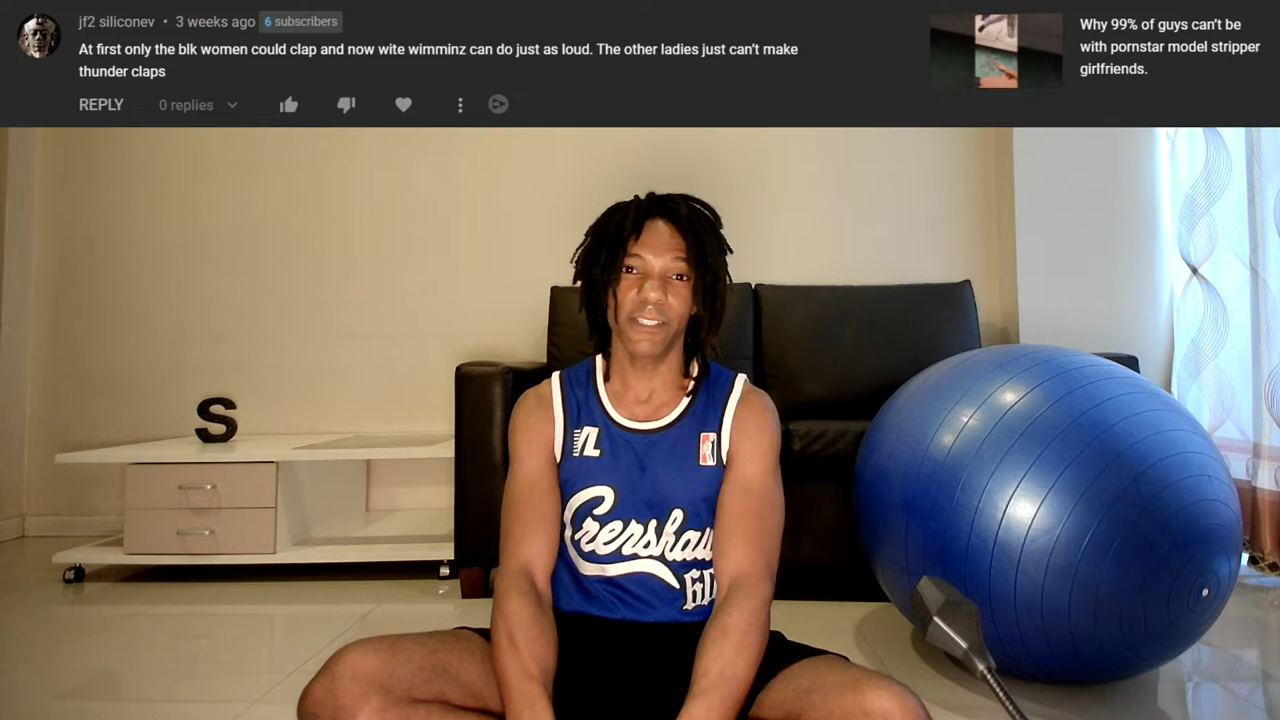 jf2 siliconev • 3 weeks ago 6 subscribers
At first only the blk women could clap and now wite wimminz can do just as loud. The other ladies just can't make
thunder claps
REPLY 0 replies
Why 99% of guys can't be
with pornstar model stripper
girlfriends.
S
Crenshaw
60